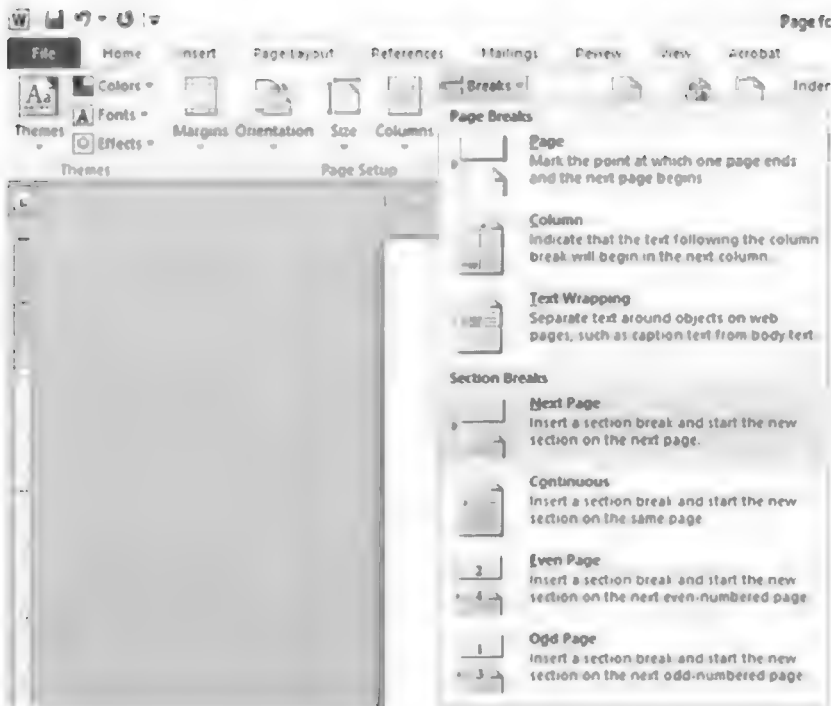 W
Page fo
File Home Insert Page Layout References Mailings Review View Acrobat
Aa Colors Breaks Inden
A Fonts
Themes Effects Margins Orientation Size Columns
Themes Page Setup
Page Breaks
Page
Mark the point at which one page ends
and the next page begins
Column
Indicate that the text following the column
break will begin in the next column.
Text Wrapping
Separate text around objects on web
pages, such as caption text from body text.
Section Breaks
Next Page
Insert a section break and start the new
section on the next page.
Continuous
Insert a section break and start the new
section on the same page
2
4
Even Page
Insert a section break and start the new
section on the next even-numbered page
1
3
Odd Page
Insert a section break and start the new
section on the next odd-numbered page